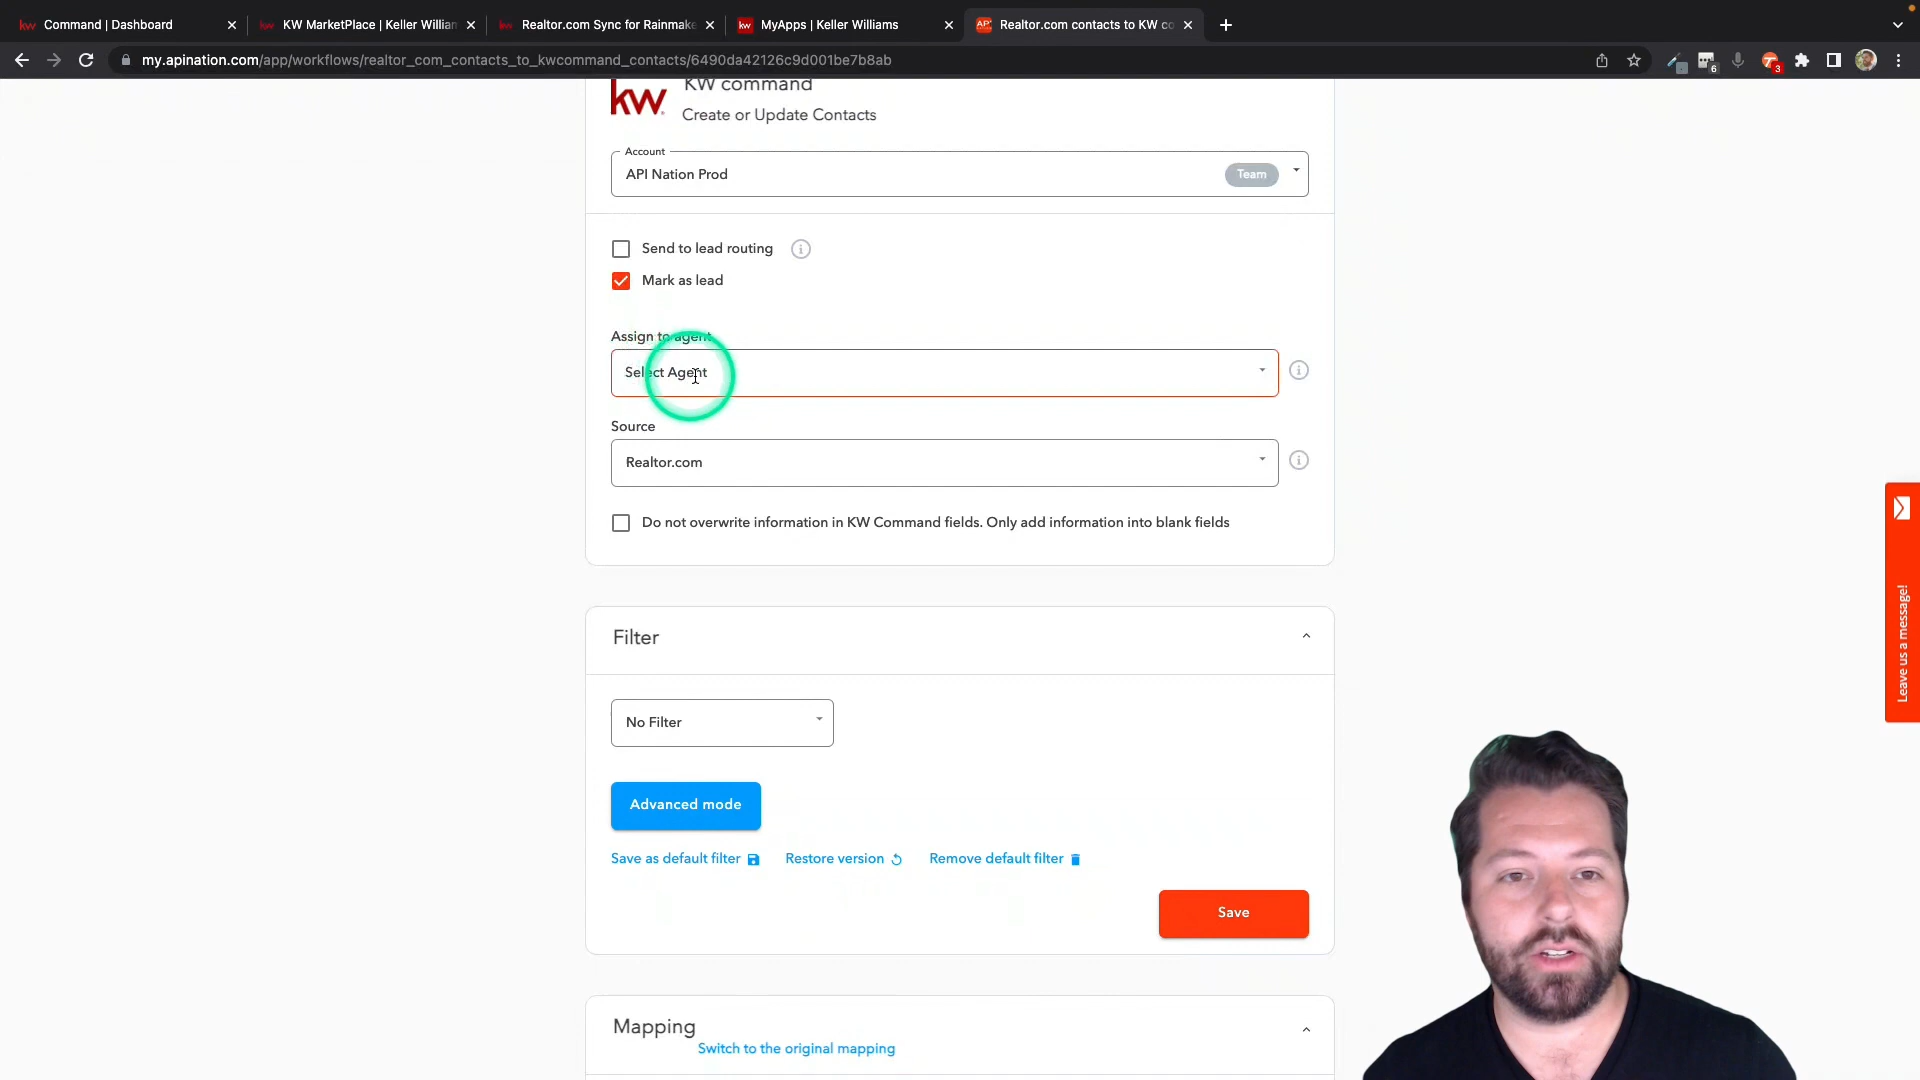 Command | Dashboard
KW MarketPlace | Keller William
Realtor.com Sync for Rainmake
MyApps | Keller Williams
Realtor.com contacts to KW co
my.apination.com/app/workflows/realtor_com_contacts_to_kwcommand_contacts/6490da42126c9d001be7b8ab
6
3
kw
KW command
Create or Update Contacts
Account
API Nation Prod
Team
Send to lead routing
Mark as lead
Assign to agent
Select Agent
Source
Realtor.com
Do not overwrite information in KW Command fields. Only add information into blank fields
Filter
No Filter
Advanced mode
Save as default filter
Restore version
Remove default filter
Save
Mapping
Switch to the original mapping
Leave us a message!